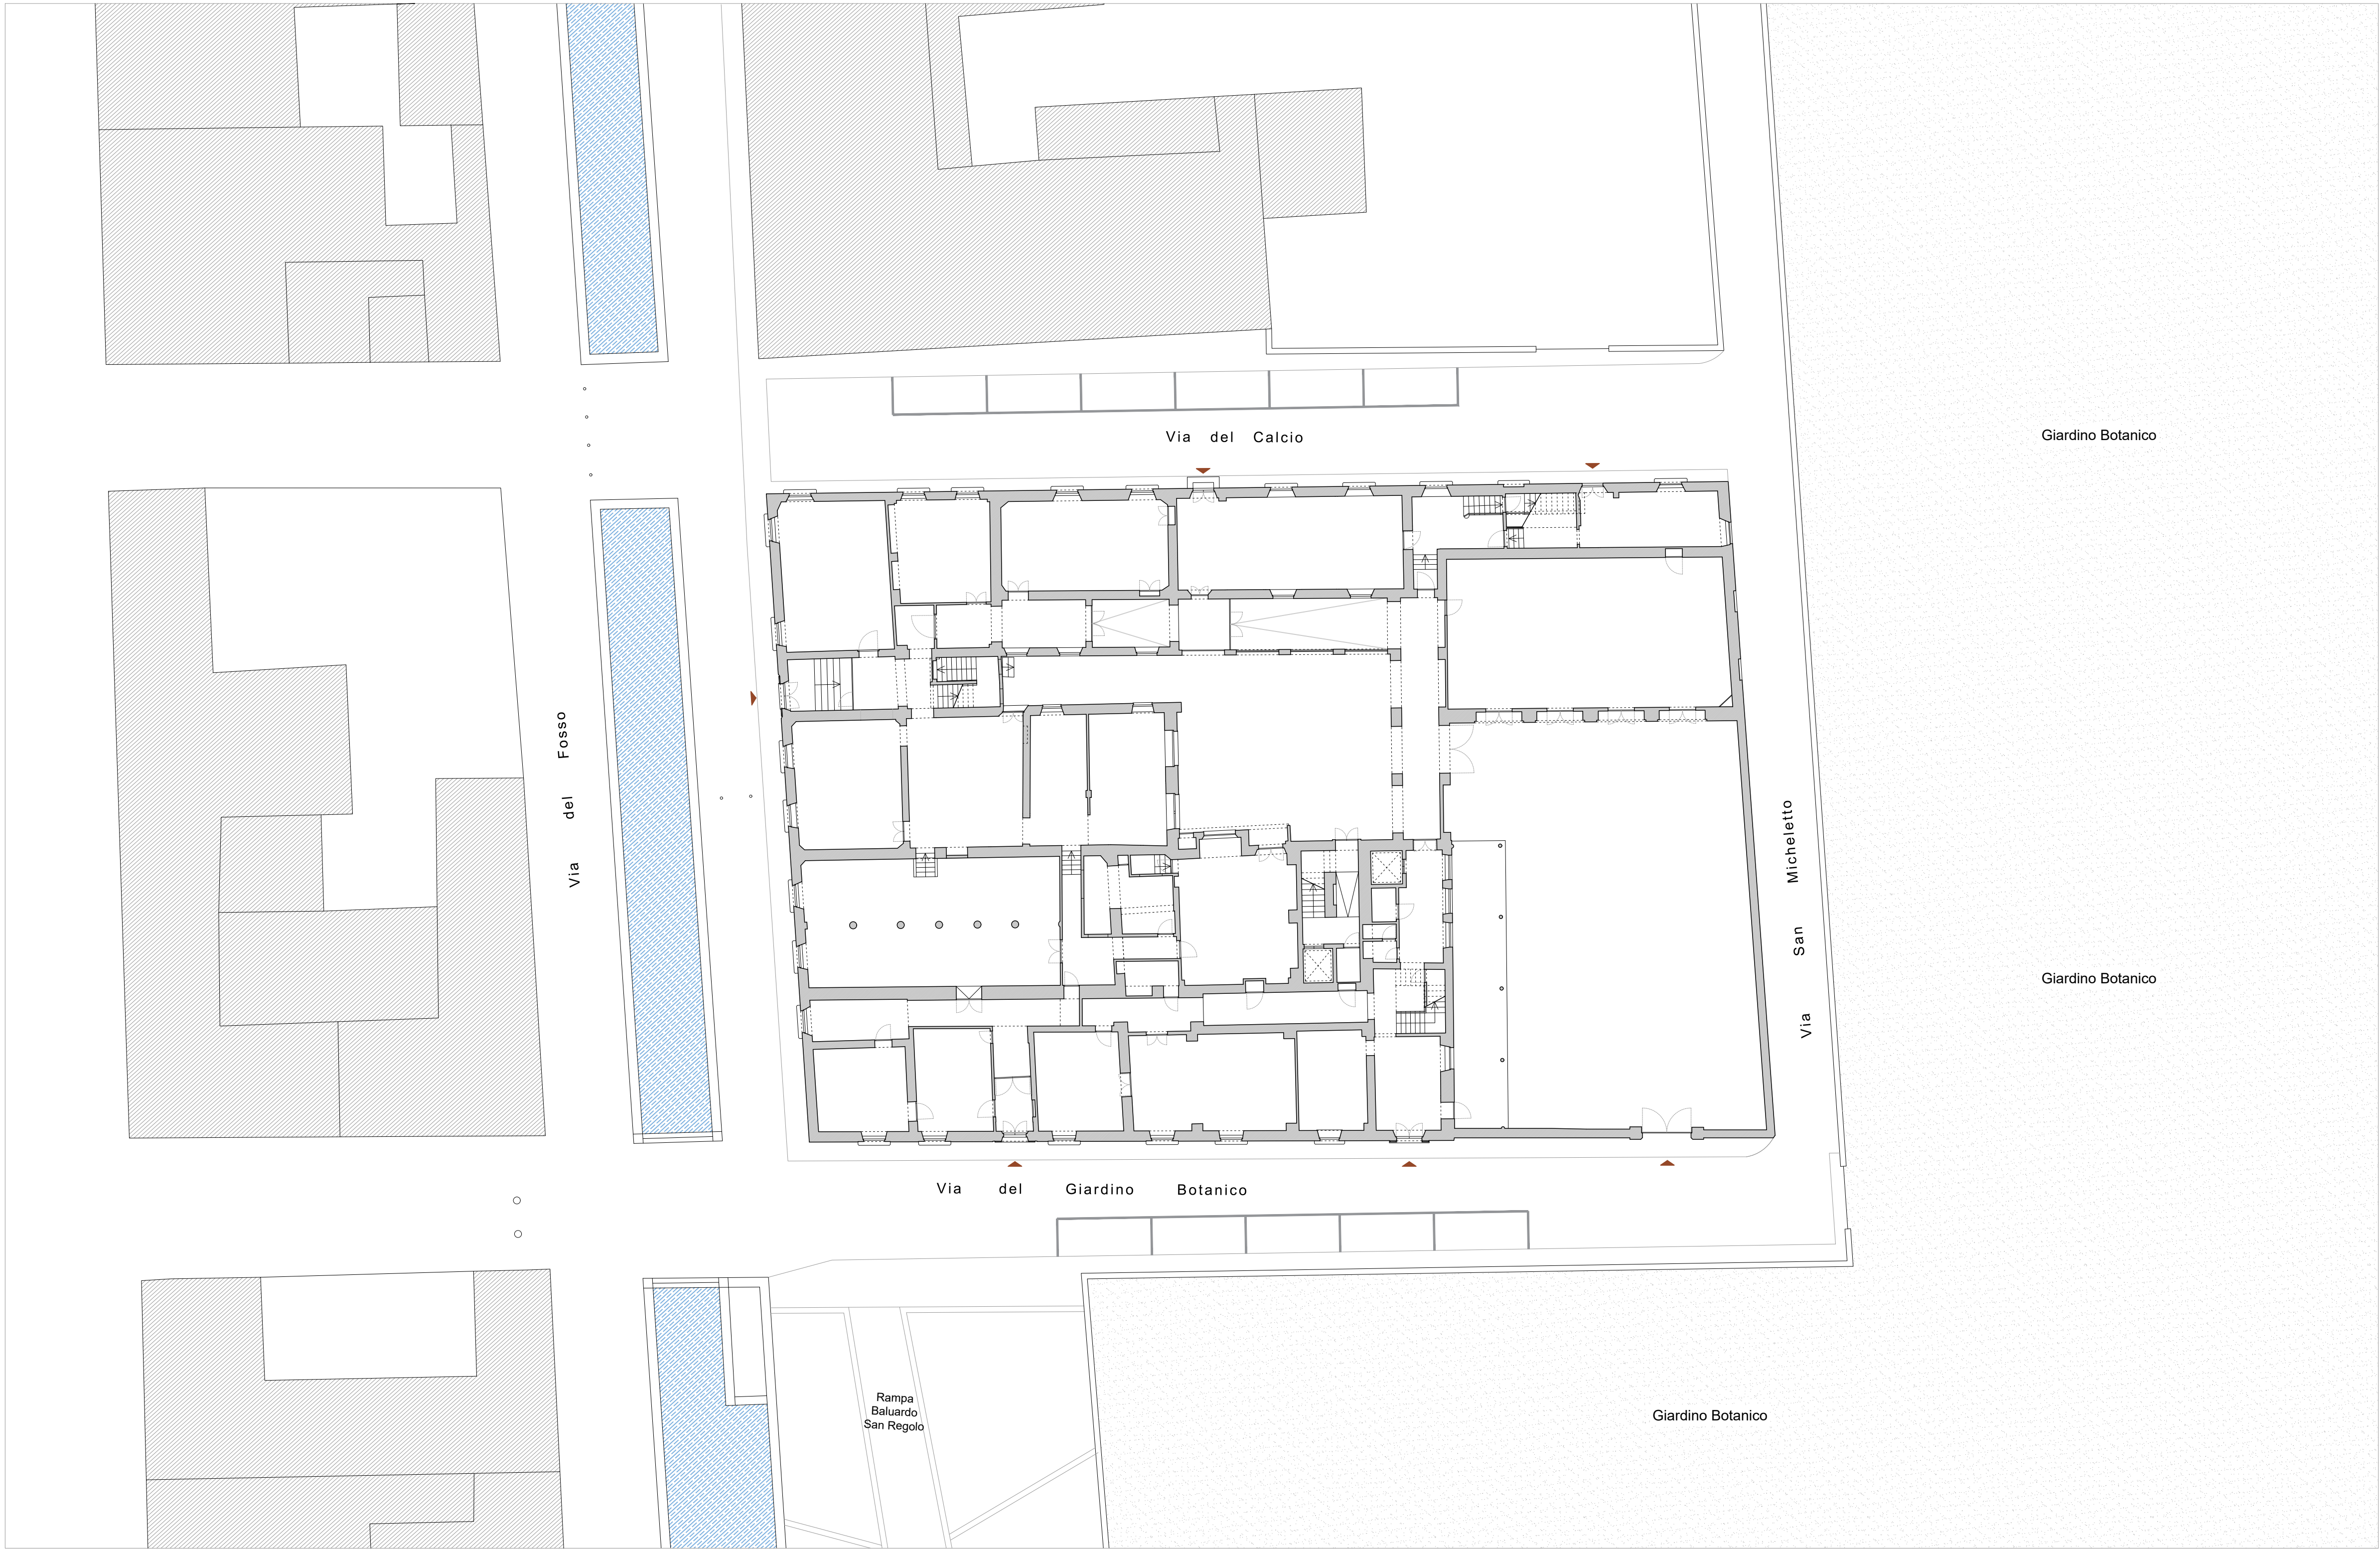 Via del Calcio
Giardino Botanico
Via del Fosso
Via San Micheletto
Giardino Botanico
Via del Giardino Botanico
Rampa
Baluardo
San Regolo
Giardino Botanico